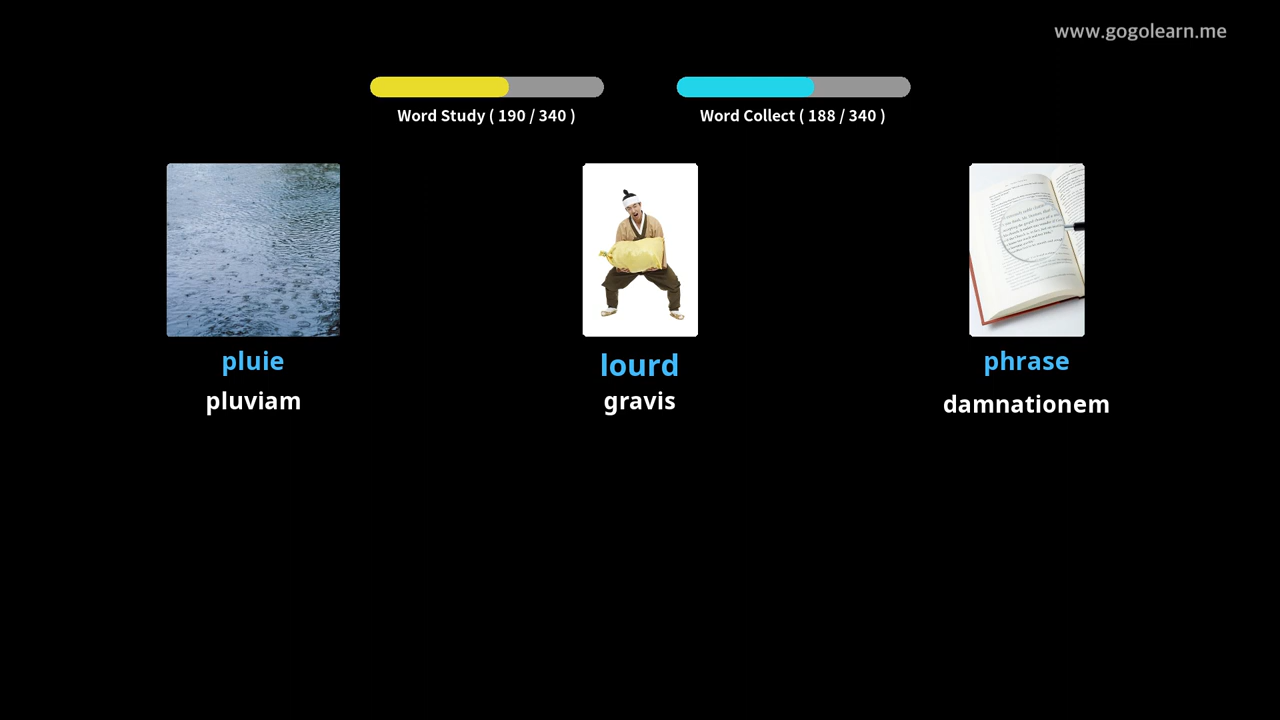 www.gogolearn.me
Word Study ( 190 / 340 )
Word Collect ( 188 / 340 )
pluie
lourd
phrase
pluviam
gravis
damnationem